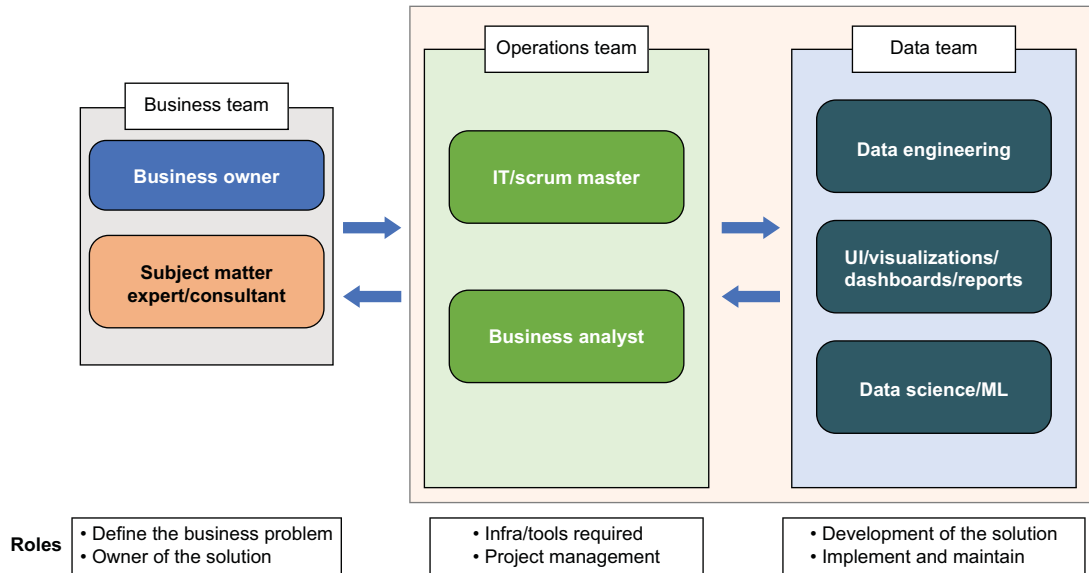 Business team
Business owner
Subject matter
expert/consultant
Operations team
IT/scrum master
Business analyst
Data team
Data engineering
UI/visualizations/
dashboards/reports
Data science/ML
Roles
• Define the business problem
• Owner of the solution
• Infra/tools required
• Project management
• Development of the solution
• Implement and maintain